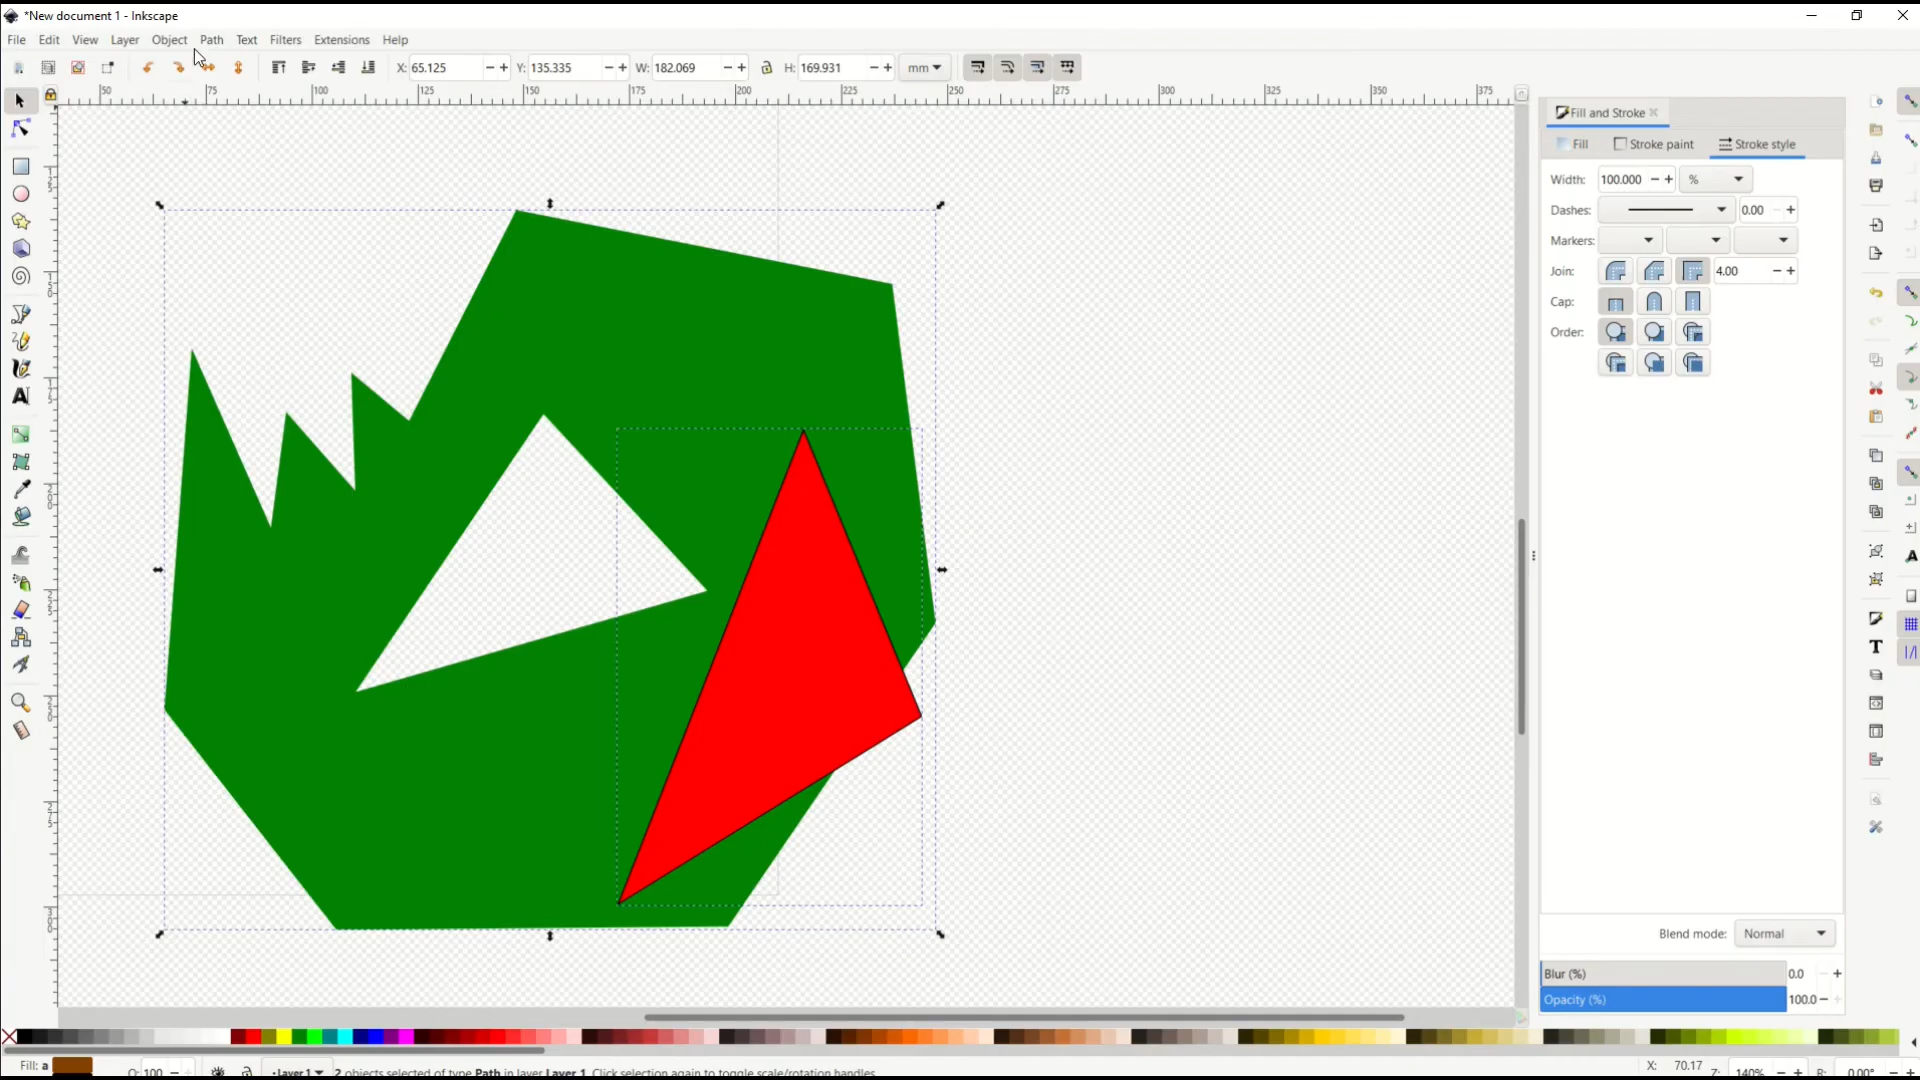 *New document 1 - Inkscape
File Edit View Layer Object Path Text Filters Extensions Help
X: 65.125 Y: 135.335 W: 182.069 H: 169.931 mm
50 75 100 125 150 175 200 225 250 275 300 325 350 375
Fill and Stroke
Fill Stroke paint Stroke style
Width: 100.000 %
Dashes: 0.00
Markers:
Join: 4.00
Cap:
Order:
Blend mode: Normal
Blur (%) 0.0
Opacity (%) 100.0
Fill: a O: 100 Layer 1 2 objects selected of type Path in layer Layer 1. Click selection again to toggle scale/rotation handles. X: 70.17 Z: 140% R: 0.00°